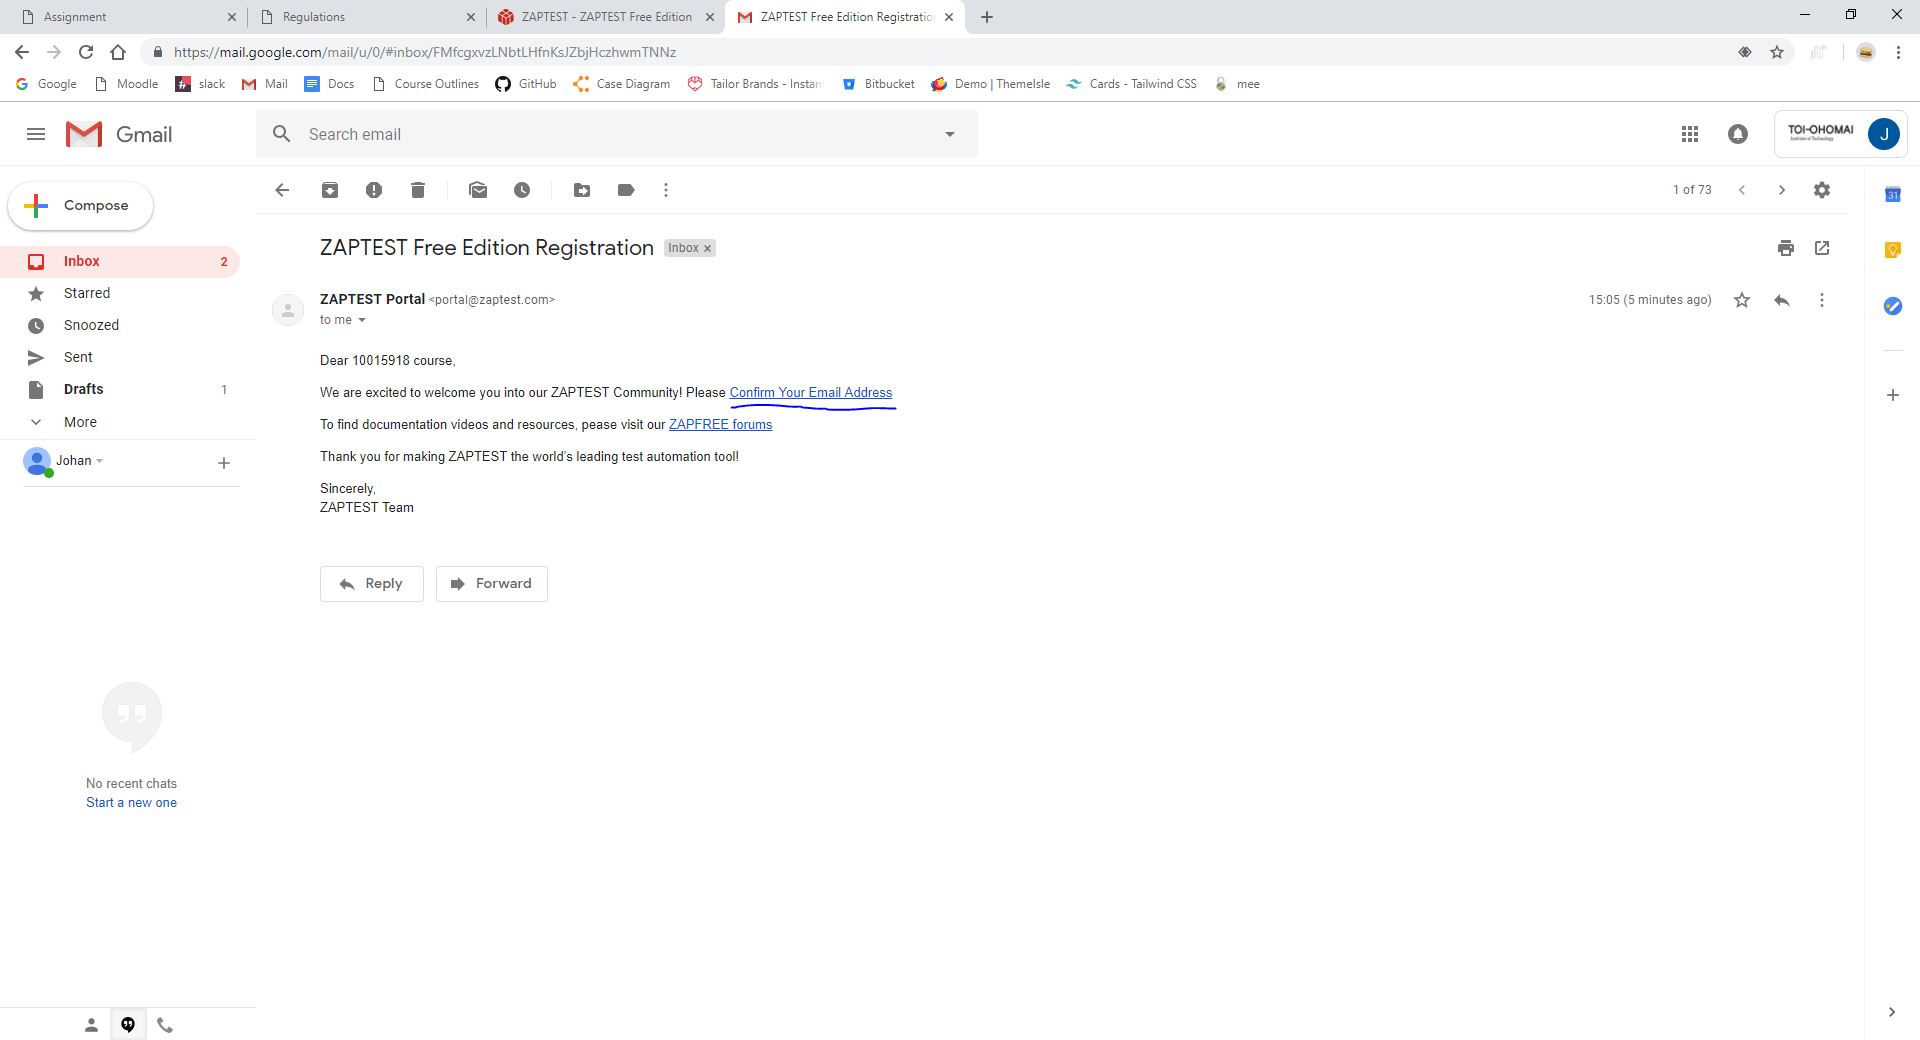 Assignment
Regulations
ZAPTEST - ZAPTEST Free Edition
ZAPTEST Free Edition Registratio
https://mail.google.com/mail/u/0/#inbox/FMfcgxvzLNbtLHfnKsJZbjHczhwmTNNz
Google Moodle slack Mail Docs Course Outlines GitHub Case Diagram Tailor Brands - Instan Bitbucket Demo | ThemeIsle Cards - Tailwind CSS mee
Gmail
Search email
TOI-OHOMAI
Institute of Technology
J
Compose
1 of 73
31
Inbox 2
Starred
Snoozed
Sent
Drafts 1
More
Johan
No recent chats
Start a new one
ZAPTEST Free Edition Registration Inbox
ZAPTEST Portal <portal@zaptest.com>
15:05 (5 minutes ago)
to me
Dear 10015918 course,
We are excited to welcome you into our ZAPTEST Community! Please Confirm Your Email Address
To find documentation videos and resources, pease visit our ZAPFREE forums
Thank you for making ZAPTEST the world's leading test automation tool!
Sincerely,
ZAPTEST Team
Reply
Forward